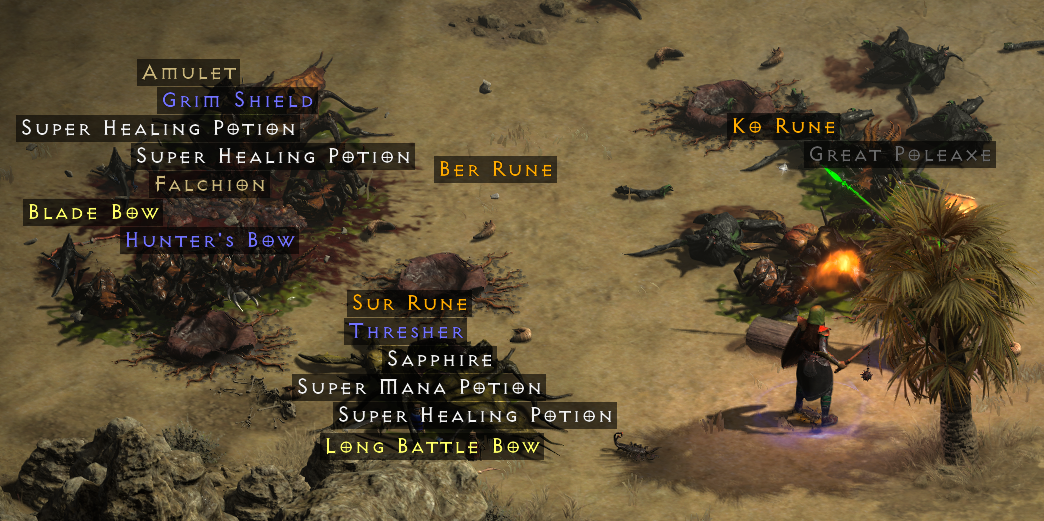 Amulet
Grim Shield
Super Healing Potion
Super Healing Potion
Falchion
Blade Bow
Hunter's Bow
Ber Rune
Ko Rune
Great Poleaxe
Sur Rune
Thresher
Sapphire
Super Mana Potion
Super Healing Potion
Long Battle Bow